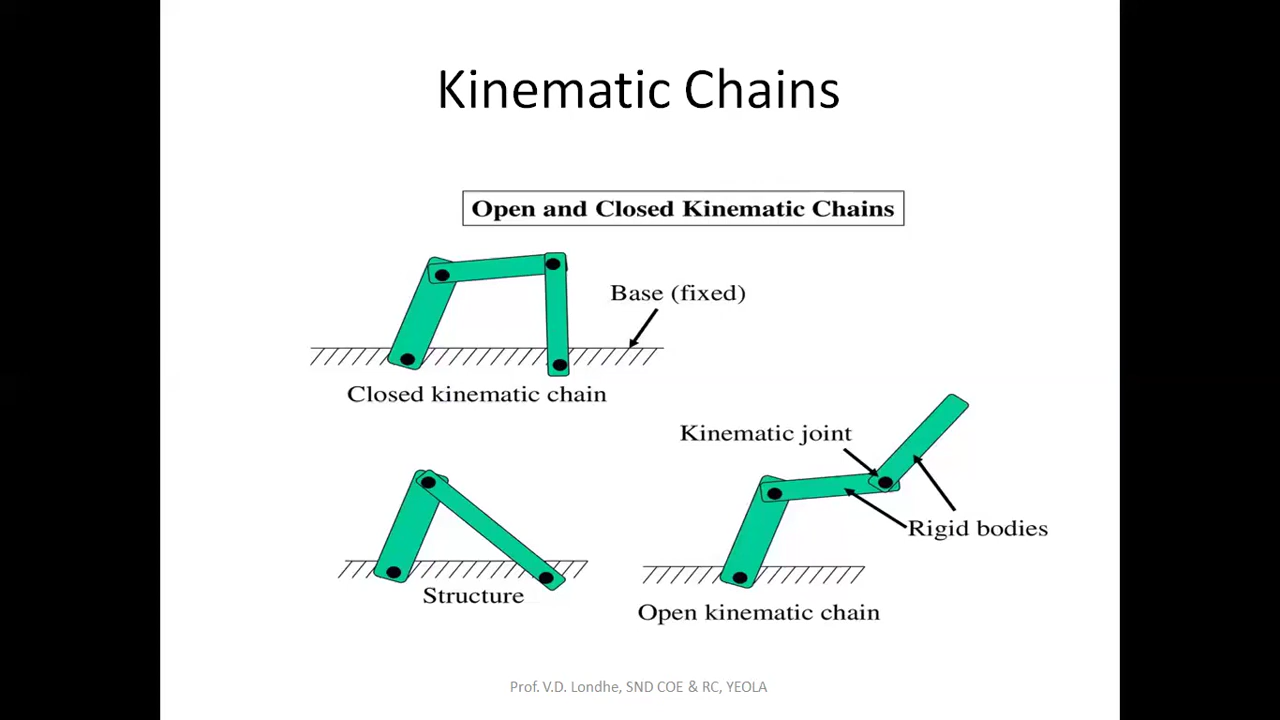 Kinematic Chains
Open and Closed Kinematic Chains
Base (fixed)
Closed kinematic chain
Kinematic joint
Rigid bodies
Structure
Open kinematic chain
Prof. V.D. Londhe, SND COE & RC, YEOLA